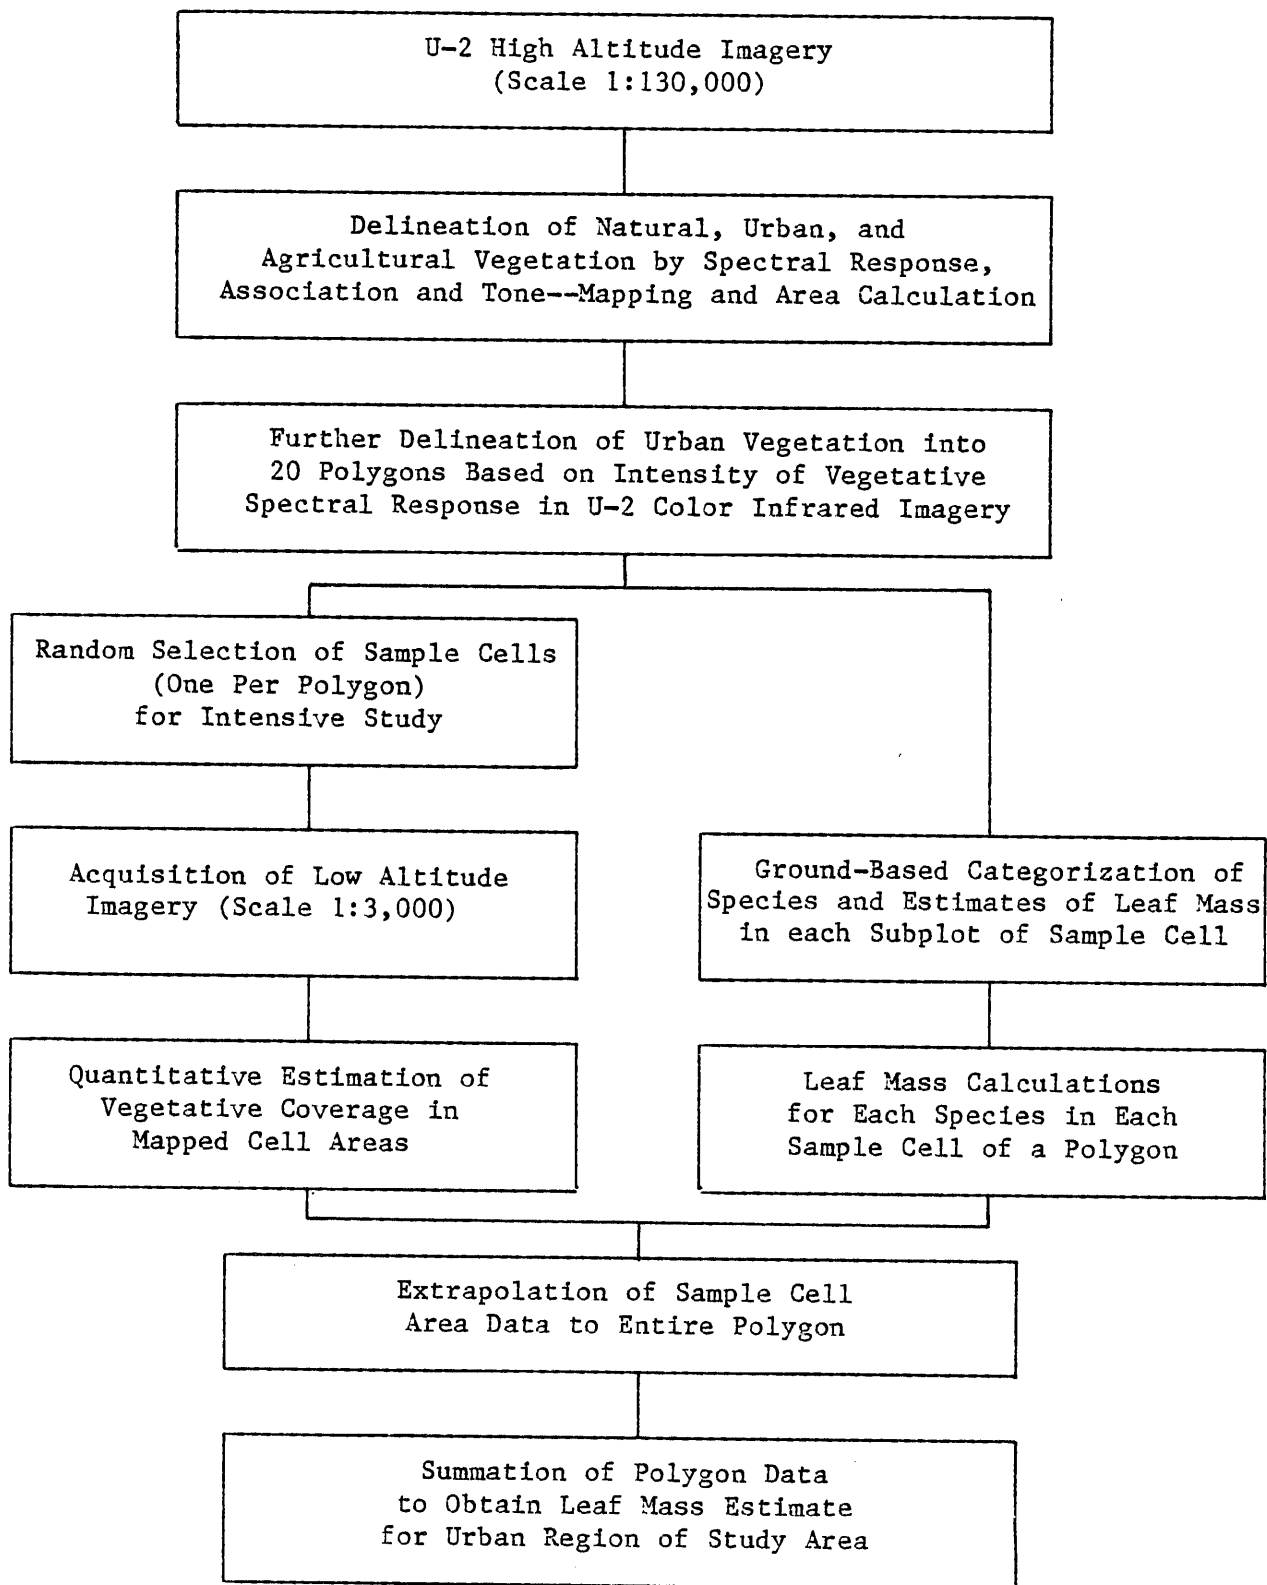 U-2 High Altitude Imagery
(Scale 1:130,000)
Delineation of Natural, Urban, and
Agricultural Vegetation by Spectral Response,
Association and Tone--Mapping and Area Calculation
Further Delineation of Urban Vegetation into
20 Polygons Based on Intensity of Vegetative
Spectral Response in U-2 Color Infrared Imagery
Random Selection of Sample Cells
(One Per Polygon)
for Intensive Study
Acquisition of Low Altitude
Imagery (Scale 1:3,000)
Quantitative Estimation of
Vegetative Coverage in
Mapped Cell Areas
Ground-Based Categorization of
Species and Estimates of Leaf Mass
in each Subplot of Sample Cell
Leaf Mass Calculations
for Each Species in Each
Sample Cell of a Polygon
Extrapolation of Sample Cell
Area Data to Entire Polygon
Summation of Polygon Data
to Obtain Leaf Mass Estimate
for Urban Region of Study Area